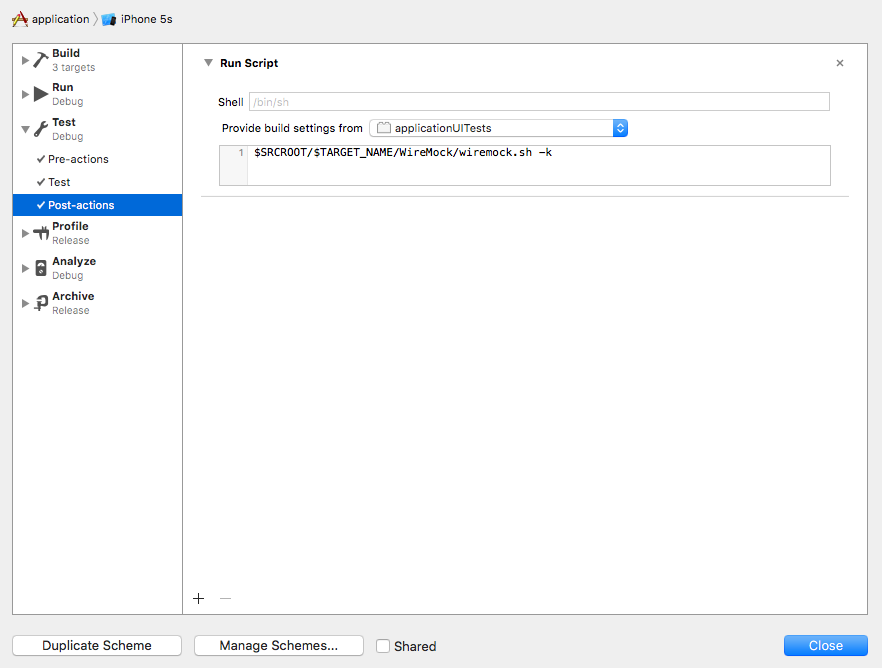 application
iPhone 5s
Build
3 targets
Run
Debug
Test
Debug
Pre-actions
Test
Post-actions
Profile
Release
Analyze
Debug
Archive
Release
Run Script
Shell /bin/sh
Provide build settings from applicationUITests
1 $SRCROOT/$TARGET_NAME/WireMock/wiremock.sh -k
Duplicate Scheme
Manage Schemes...
Shared
Close